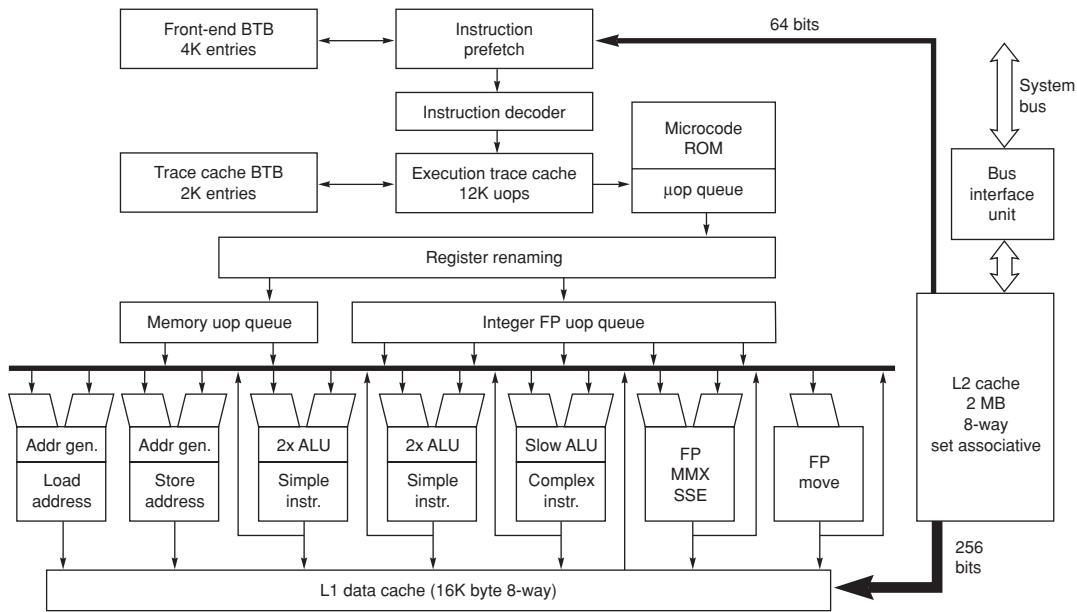 Front-end BTB
4K entries
Instruction
prefetch
64 bits
System
bus
Instruction decoder
Microcode
ROM
μop queue
Trace cache BTB
2K entries
Execution trace cache
12K uops
Bus
interface
unit
Register renaming
Memory uop queue
Integer FP uop queue
L2 cache
2 MB
8-way
set associative
Addr gen.
Load
address
Addr gen.
Store
address
2x ALU
Simple
instr.
2x ALU
Simple
instr.
Slow ALU
Complex
instr.
FP
MMX
SSE
FP
move
256
bits
L1 data cache (16K byte 8-way)